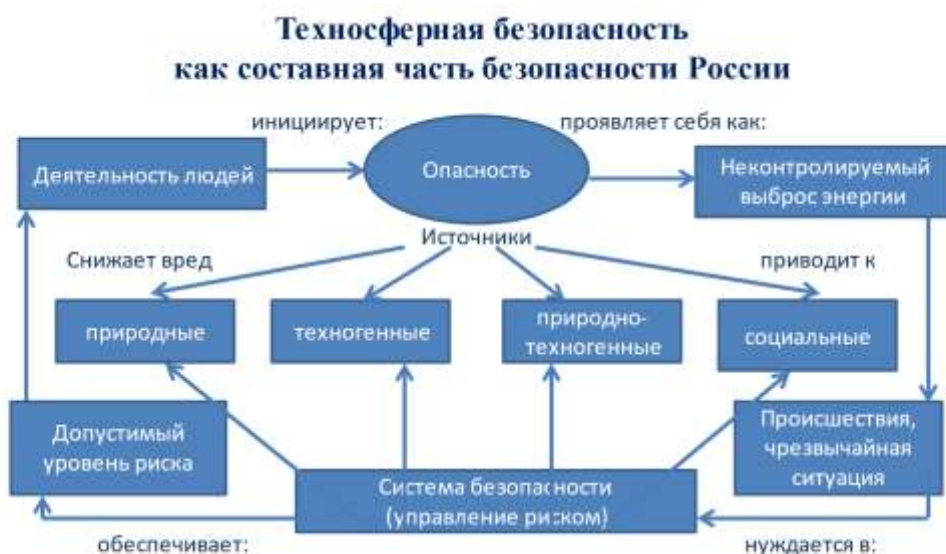 Техносферная безопасность
как составная часть безопасности России
инициирует:
проявляет себя как:
Деятельность людей
Опасность
Неконтролируемый
выброс энергии
Источники
Снижает вред
приводит к
природные
техногенные
природно-
техногенные
социальные
Допустимый
уровень риска
Происшествия,
чрезвычайная
ситуация
Система безопасности
(управление риском)
обеспечивает:
нуждается в: